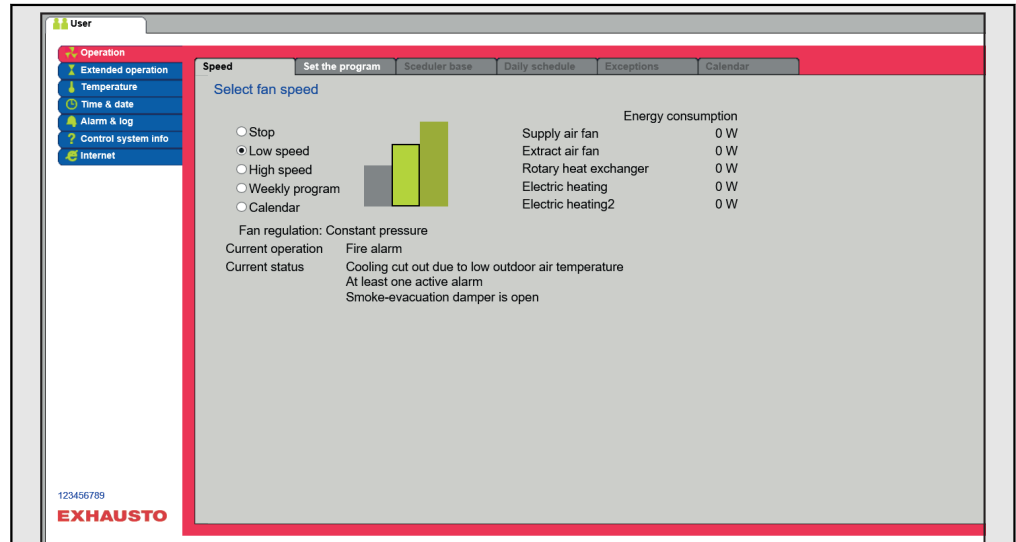 User
Operation
Extended operation
Temperature
Time & date
Alarm & log
Control system info
Internet
Speed
Set the program
Sceduler base
Daily schedule
Exceptions
Calendar
Select fan speed
Stop
Low speed
High speed
Weekly program
Calendar
Energy consumption
Supply air fan 0 W
Extract air fan 0 W
Rotary heat exchanger 0 W
Electric heating 0 W
Electric heating2 0 W
Fan regulation: Constant pressure
Current operation Fire alarm
Current status Cooling cut out due to low outdoor air temperature
At least one active alarm
Smoke-evacuation damper is open
123456789
EXHAUSTO